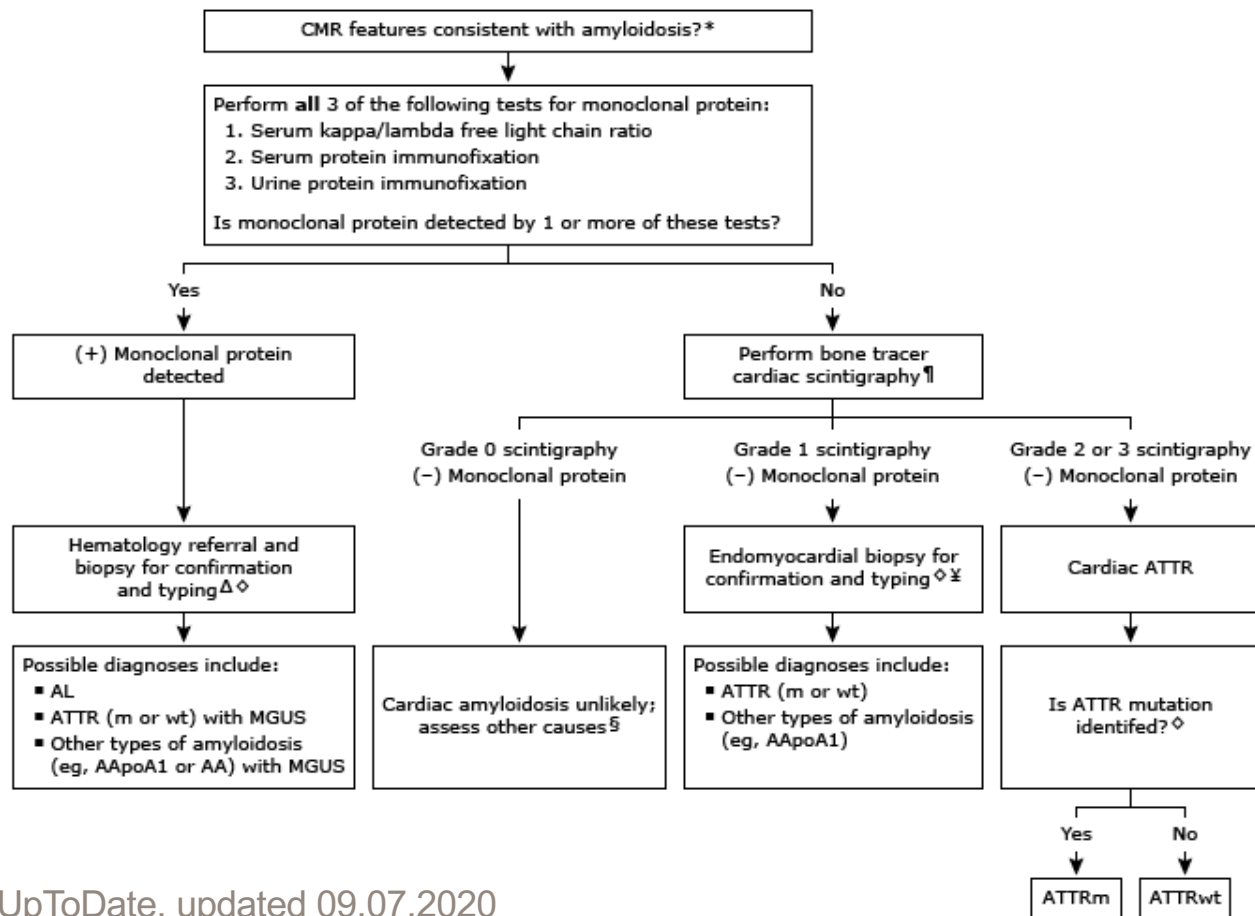 CMR features consistent with amyloidosis?*
Perform all 3 of the following tests for monoclonal protein:
1. Serum kappa/lambda free light chain ratio
2. Serum protein immunofixation
3. Urine protein immunofixation
Is monoclonal protein detected by 1 or more of these tests?
Yes
No
(+) Monoclonal protein
detected
Perform bone tracer
cardiac scintigraphy¶
Grade 0 scintigraphy
(−) Monoclonal protein
Grade 1 scintigraphy
(−) Monoclonal protein
Grade 2 or 3 scintigraphy
(−) Monoclonal protein
Hematology referral and
biopsy for confirmation
and typingΔ◇
Endomyocardial biopsy for
confirmation and typing◇¥
Cardiac ATTR
Possible diagnoses include:
▪ AL
▪ ATTR (m or wt) with MGUS
▪ Other types of amyloidosis
(eg, AApoA1 or AA) with MGUS
Cardiac amyloidosis unlikely;
assess other causes§
Possible diagnoses include:
▪ ATTR (m or wt)
▪ Other types of amyloidosis
(eg, AApoA1)
Is ATTR mutation
identifed?◇
Yes
No
ATTRm
ATTRwt
UpToDate, updated 09.07.2020